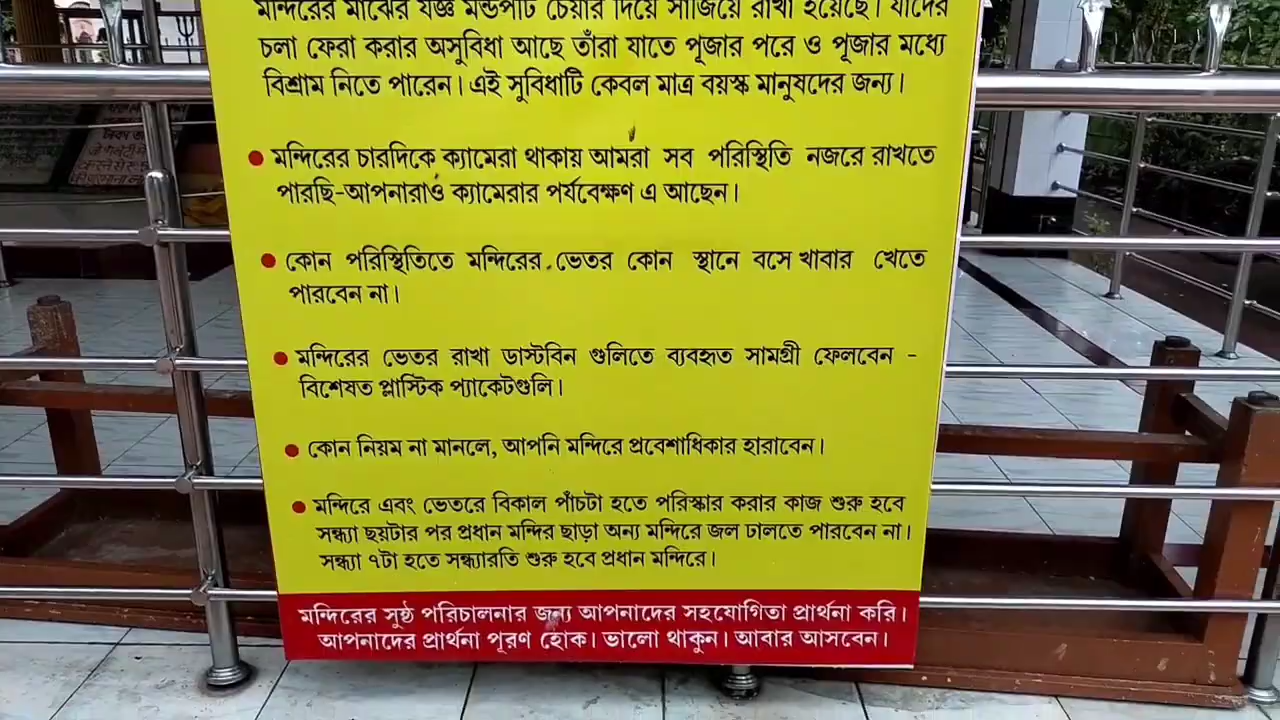 মন্দিরের মাঝের যজ্ঞ মন্ডপটি চেয়ার দিয়ে সাজিয়ে রাখা হয়েছে। যাদের
চলা ফেরা করার অসুবিধা আছে তাঁরা যাতে পূজার পরে ও পূজার মধ্যে
বিশ্রাম নিতে পারেন। এই সুবিধাটি কেবল মাত্র বয়স্ক মানুষদের জন্য।
মন্দিরের চারদিকে ক্যামেরা থাকায় আমরা সব পরিস্থিতি নজরে রাখতে
পারছি-আপনারাও ক্যামেরার পর্যবেক্ষণ এ আছেন।
কোন পরিস্থিতিতে মন্দিরের ভেতর কোন স্থানে বসে খাবার খেতে
পারবেন না।
মন্দিরের ভেতর রাখা ডাস্টবিন গুলিতে ব্যবহৃত সামগ্রী ফেলবেন -
বিশেষত প্লাস্টিক প্যাকেটগুলি।
কোন নিয়ম না মানলে, আপনি মন্দিরে প্রবেশাধিকার হারাবেন।
মন্দিরে এবং ভেতরে বিকাল পাঁচটা হতে পরিস্কার করার কাজ শুরু হবে
সন্ধ্যা ছয়টার পর প্রধান মন্দির ছাড়া অন্য মন্দিরে জল ঢালতে পারবেন না।
সন্ধ্যা ৭টা হতে সন্ধ্যারতি শুরু হবে প্রধান মন্দিরে।
মন্দিরের সুষ্ঠ পরিচালনার জন্য আপনাদের সহযোগিতা প্রার্থনা করি।
আপনাদের প্রার্থনা পূরণ হোক। ভালো থাকুন। আবার আসবেন।